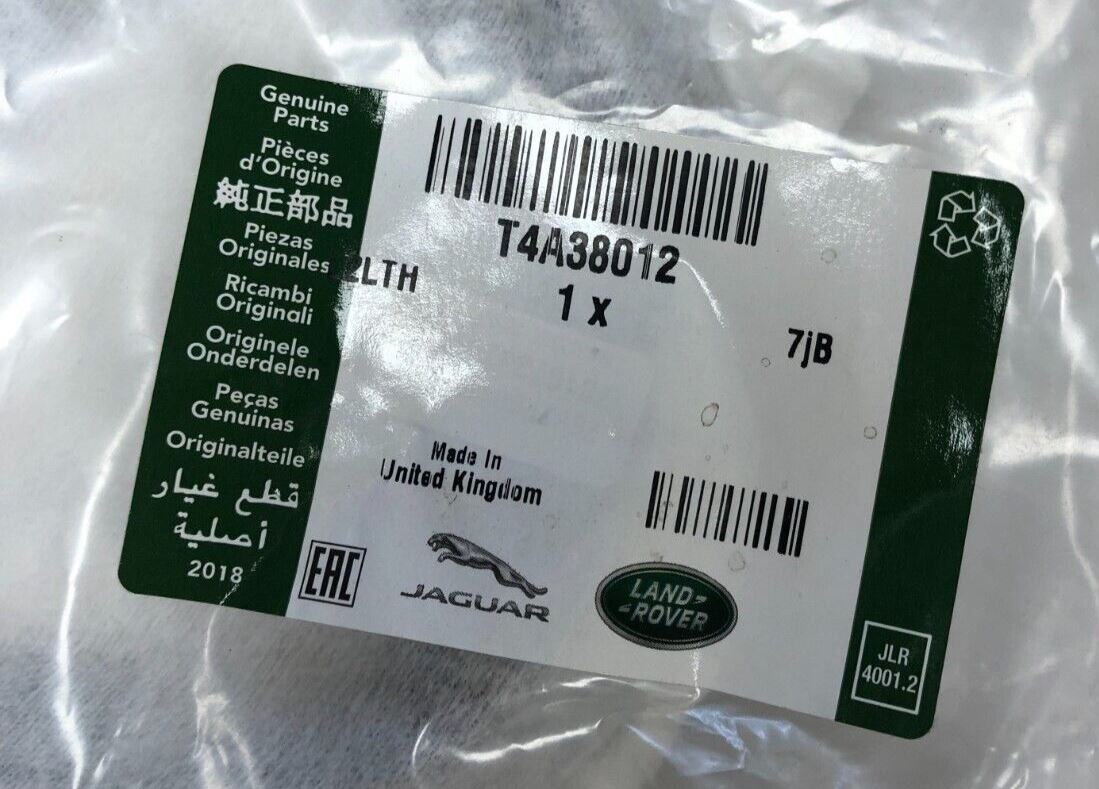 Genuine
Parts
Pièces
d'Origine
純正部品
Piezas
Originales
Ricambi
Originali
Originele
Onderdelen
Peças
Genuinas
Originalteile
قطع غيار
أصلية
2018
T4A38012
2LTH
1 x
7jB
Made In
United Kingdom
EAC
JAGUAR
LAND
ROVER
JLR
4001.2